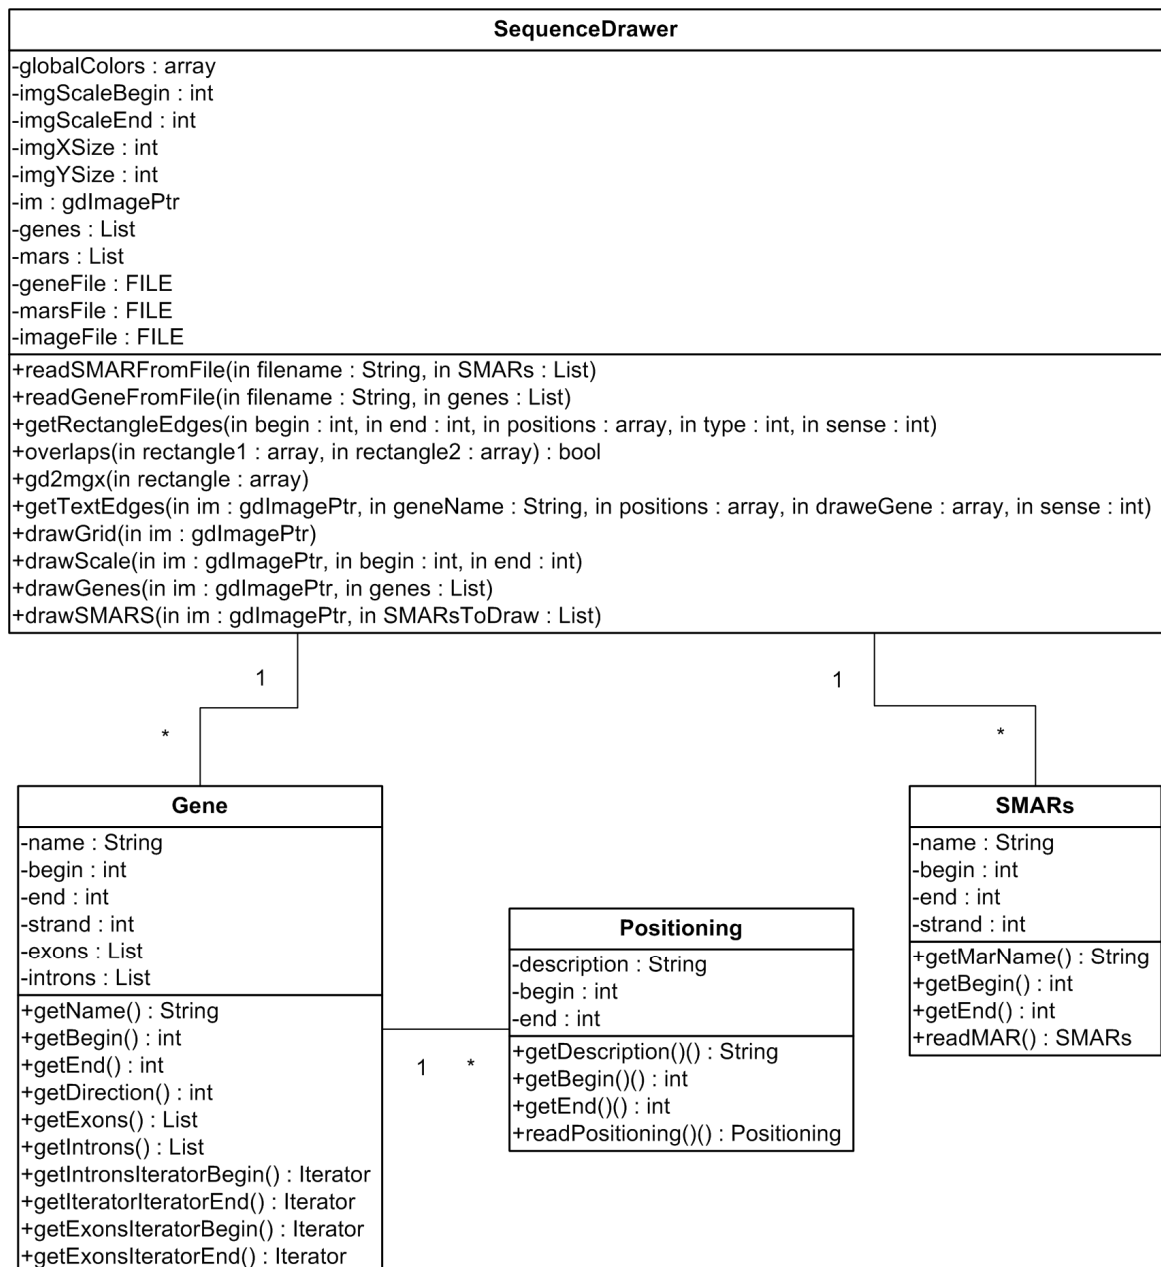 SequenceDrawer
-globalColors : array
-imgScaleBegin : int
-imgScaleEnd : int
-imgXSize : int
-imgYSize : int
-im : gdImagePtr
-genes : List
-mars : List
-geneFile : FILE
-marsFile : FILE
-imageFile : FILE
+readSMARFromFile(in filename : String, in SMARs : List)
+readGeneFromFile(in filename : String, in genes : List)
+getRectangleEdges(in begin : int, in end : int, in positions : array, in type : int, in sense : int)
+overlaps(in rectangle1 : array, in rectangle2 : array) : bool
+gd2mgx(in rectangle : array)
+getTextEdges(in im : gdImagePtr, in geneName : String, in positions : array, in draweGene : array, in sense : int)
+drawGrid(in im : gdImagePtr)
+drawScale(in im : gdImagePtr, in begin : int, in end : int)
+drawGenes(in im : gdImagePtr, in genes : List)
+drawSMARS(in im : gdImagePtr, in SMARsToDraw : List)
1
*
1
*
Gene
-name : String
-begin : int
-end : int
-strand : int
-exons : List
-introns : List
+getName() : String
+getBegin() : int
+getEnd() : int
+getDirection() : int
+getExons() : List
+getIntrons() : List
+getIntronsIteratorBegin() : Iterator
+getIteratorIteratorEnd() : Iterator
+getExonsIteratorBegin() : Iterator
+getExonsIteratorEnd() : Iterator
1
*
Positioning
-description : String
-begin : int
-end : int
+getDescription()() : String
+getBegin()() : int
+getEnd()() : int
+readPositioning()() : Positioning
SMARs
-name : String
-begin : int
-end : int
-strand : int
+getMarName() : String
+getBegin() : int
+getEnd() : int
+readMAR() : SMARs